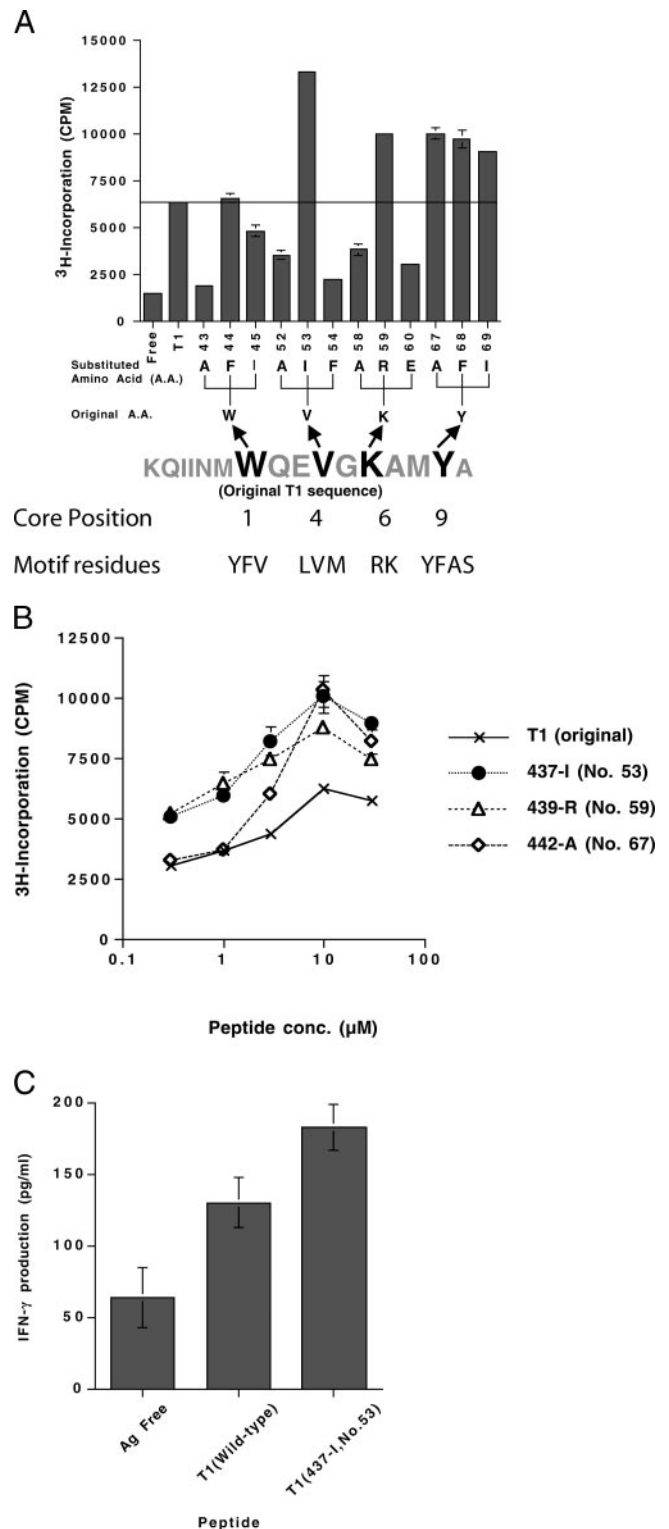 A
15000
12500
10000
7500
5000
2500
0
3H-Incorporation (CPM)
Free T1 43 44 45 52 53 54 58 59 60 67 68 69
Substituted Amino Acid (A.A.) A F I A I F A R E A F I
Original A.A. W V K Y
KQIINMWQEVGKAMYA
(Original T1 sequence)
Core Position 1 4 6 9
Motif residues YFV LVM RK YFAS
B
12500
10000
7500
5000
2500
0
3H-Incorporation (CPM)
0.1 1 10 100
Peptide conc. (μM)
T1 (original)
437-I (No. 53)
439-R (No. 59)
442-A (No. 67)
C
200
150
100
50
0
IFN-γ production (pg/ml)
Ag Free
T1(Wild-type)
T1(437-I,No.53)
Peptide